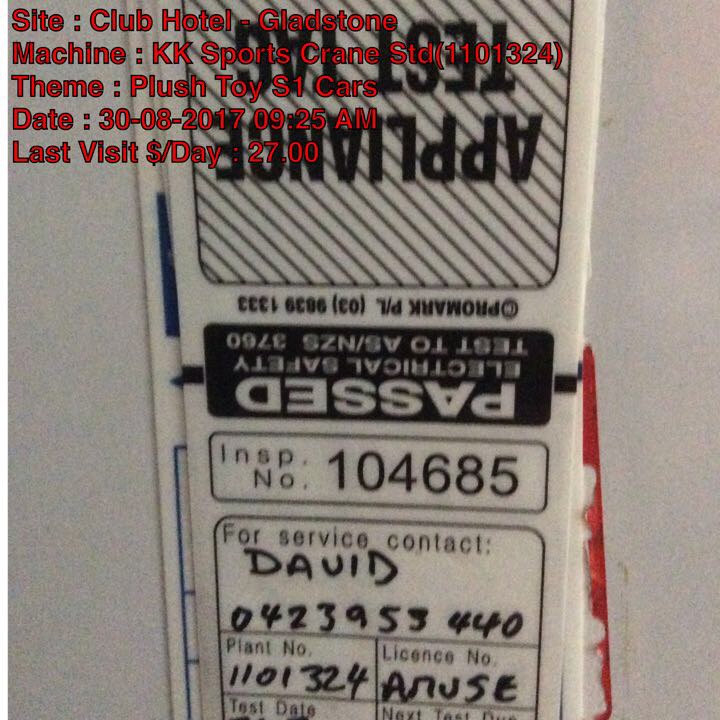 Site : Club Hotel - Gladstone
Machine : KK Sports Crane Std(1101324)
Theme : Plush Toy S1 Cars
Date : 30-08-2017 09:25 AM
Last Visit $/Day : 27.00
TEST TAG
APPLIANCE
©PROMARK P/L (03) 9839 1333
TEST TO AS/NZS 3760
ELECTRICAL SAFETY
PASSED
Insp. No. 104685
For service contact:
DAVID
0423953 440
Plant No. Licence No.
1101324 AMUSE
Test Date Next Test Due